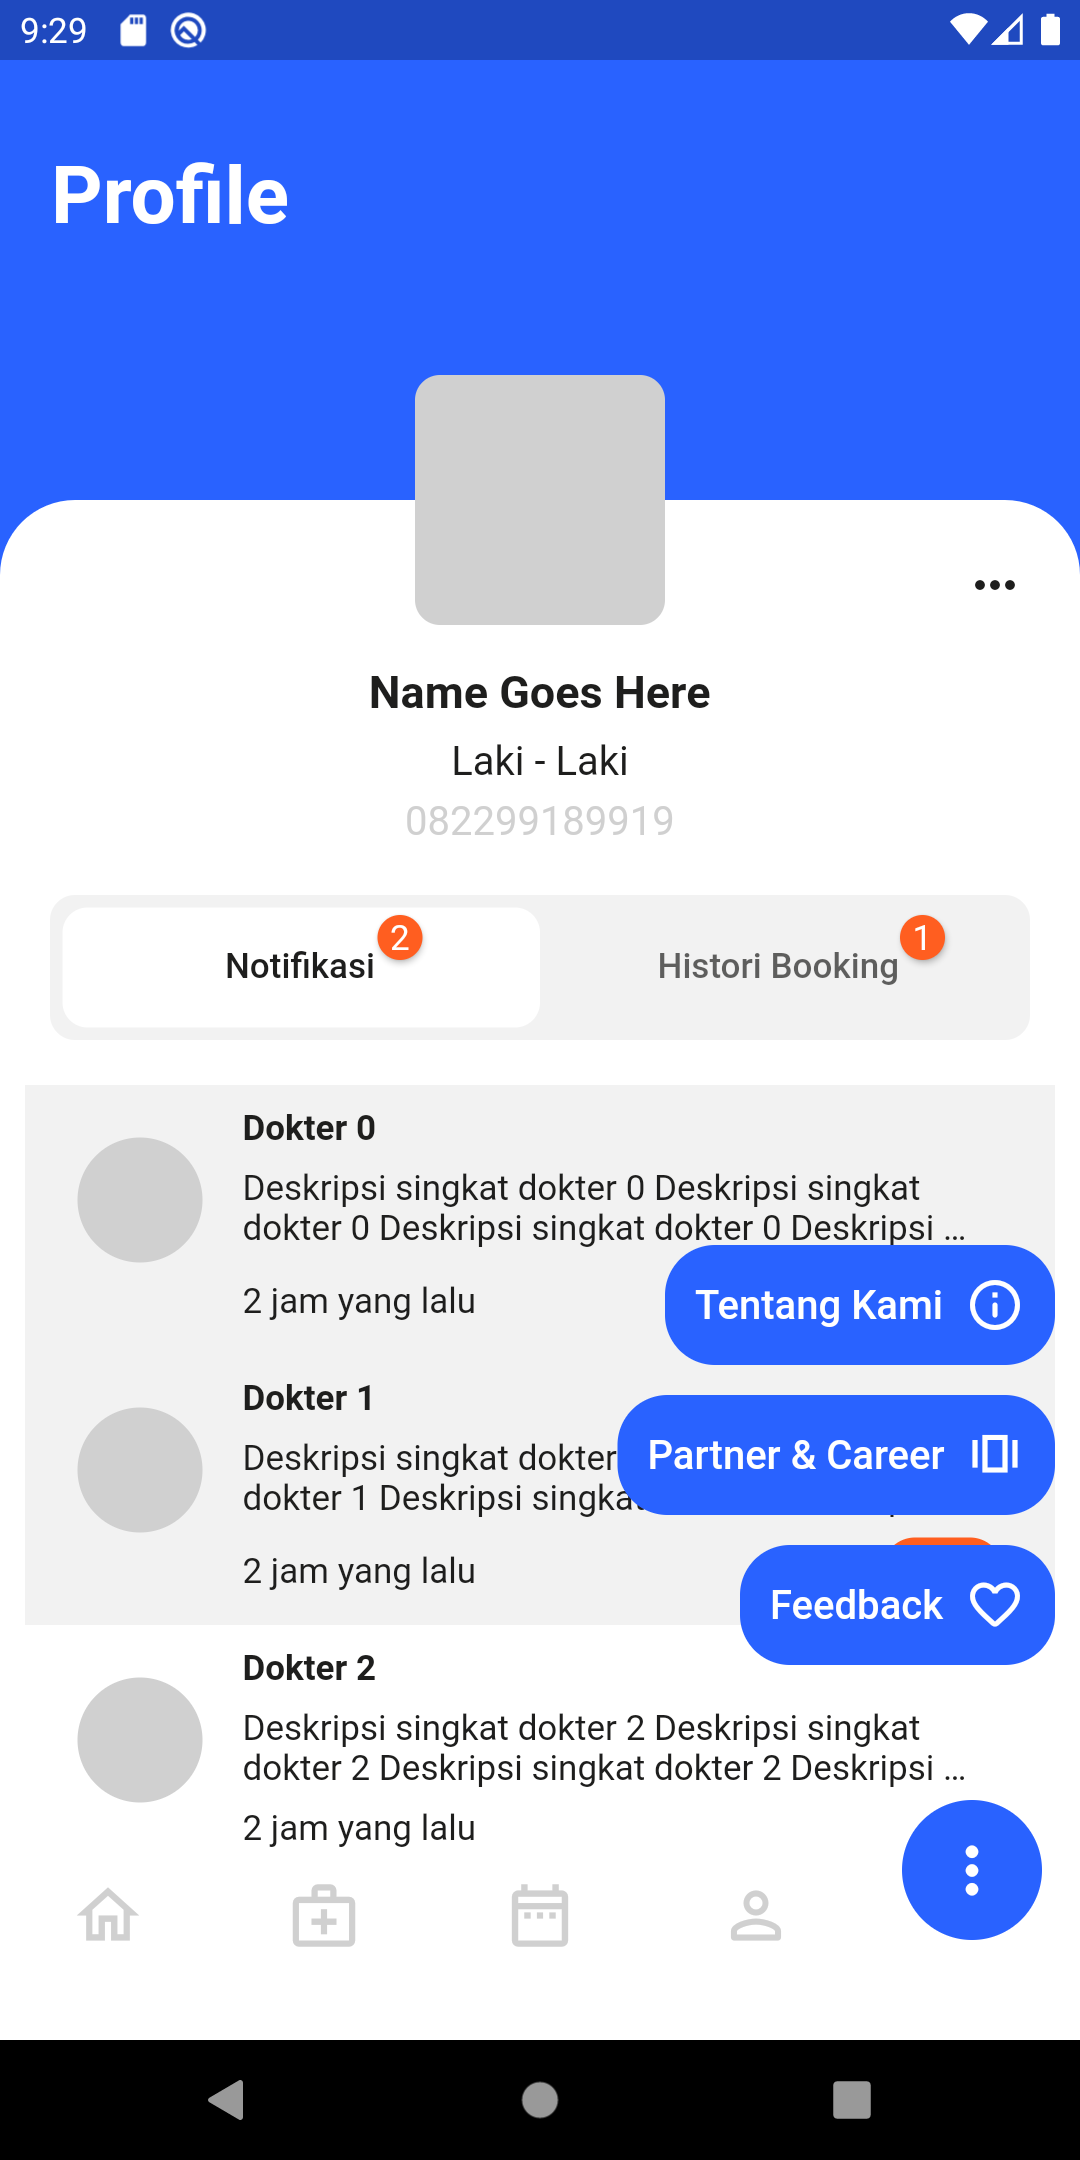 9:29
Profile
Name Goes Here
Laki - Laki
082299189919
Notifikasi 2
Histori Booking 1
Dokter 0
Deskripsi singkat dokter 0 Deskripsi singkat
dokter 0 Deskripsi singkat dokter 0 Deskripsi ...
2 jam yang lalu
Tentang Kami
Dokter 1
Deskripsi singkat dokter
dokter 1 Deskripsi singkat
Partner & Career
2 jam yang lalu
Feedback
Dokter 2
Deskripsi singkat dokter 2 Deskripsi singkat
dokter 2 Deskripsi singkat dokter 2 Deskripsi ...
2 jam yang lalu